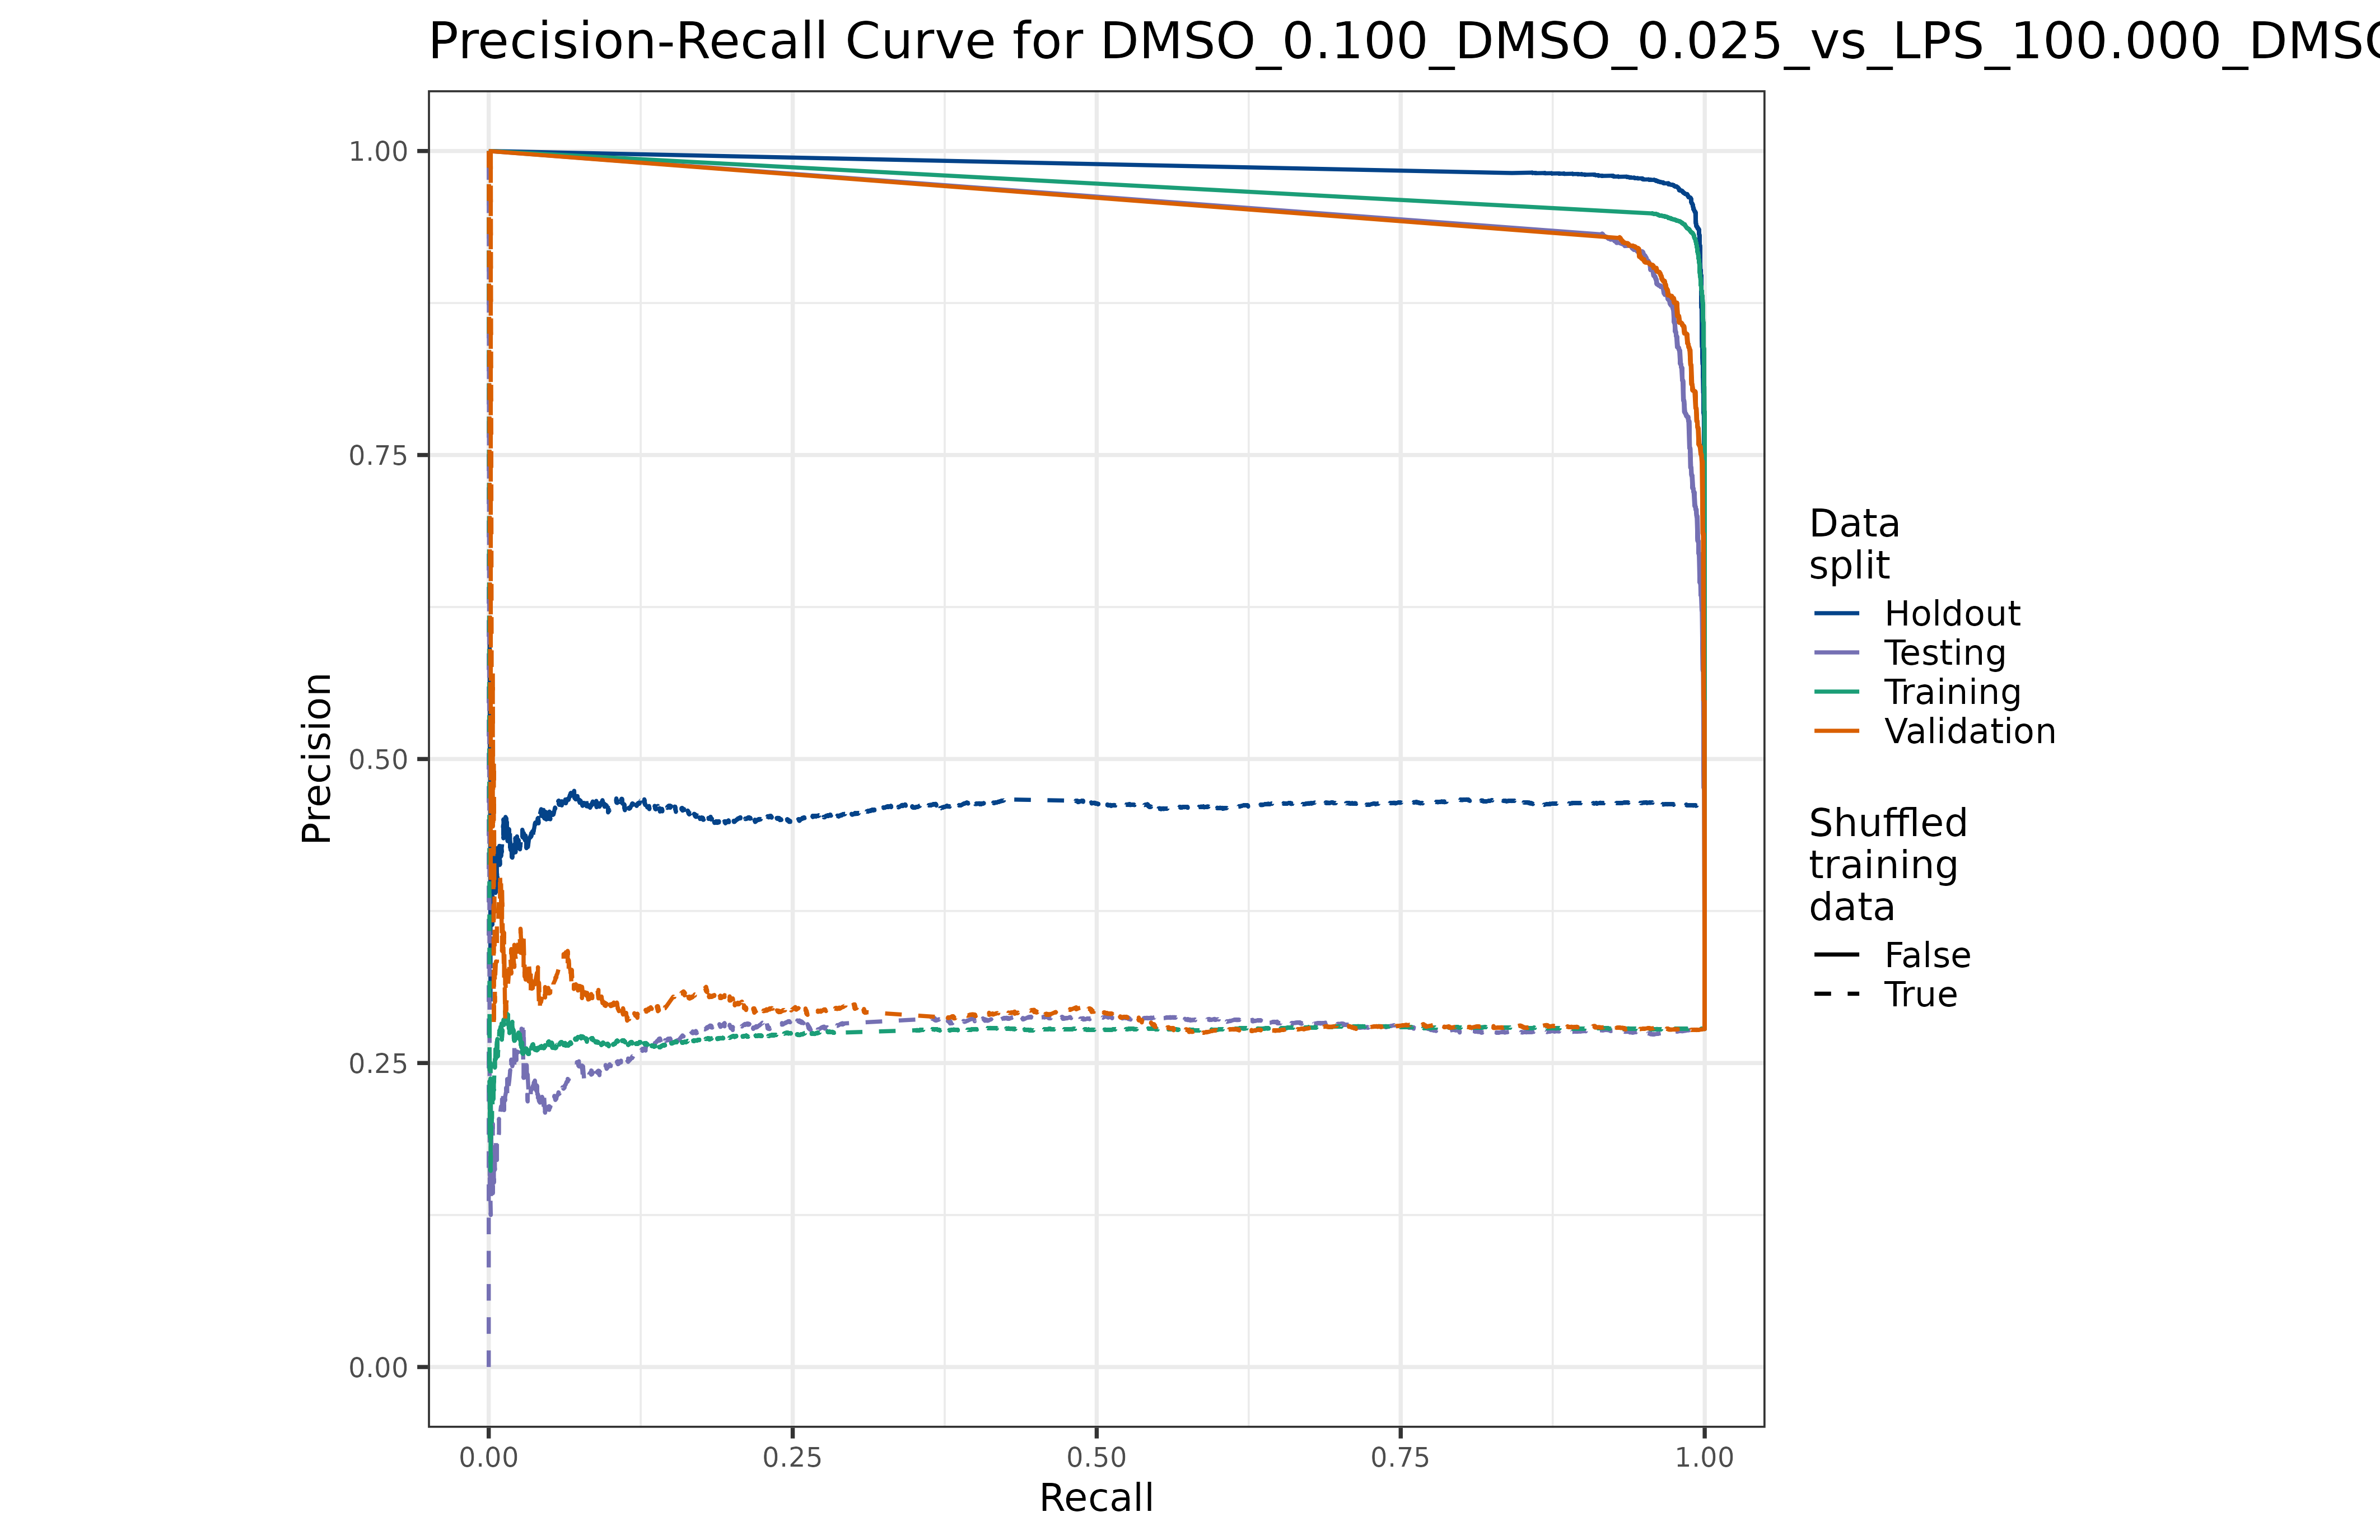 Precision-Recall Curve for DMSO_0.100_DMSO_0.025_vs_LPS_100.000_DMSO
1.00
0.75
0.50
0.25
0.00
Precision
0.00 0.25 0.50 0.75 1.00
Recall
Data
split
Holdout
Testing
Training
Validation
Shuffled
training
data
False
True